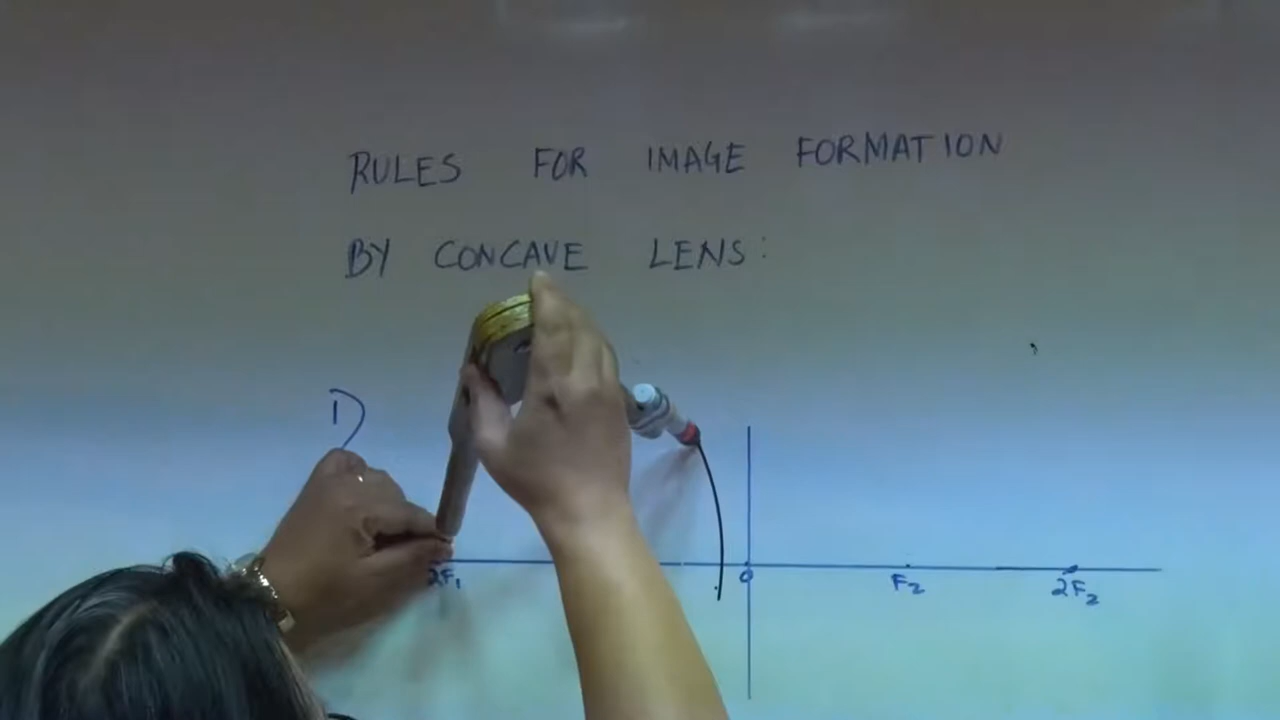 RULES FOR IMAGE FORMATION
BY CONCAVE LENS:
1)
2F₁ O F₂ 2F₂